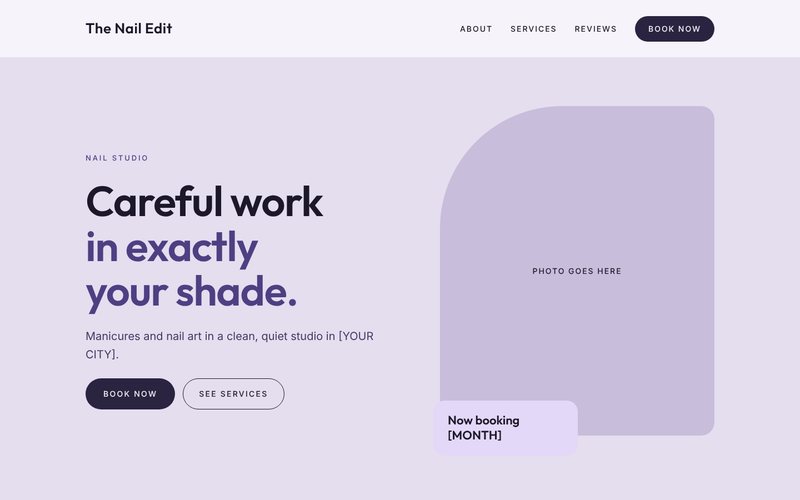 The Nail Edit
ABOUT
SERVICES
REVIEWS
BOOK NOW
NAIL STUDIO
Careful work
in exactly
your shade.
Manicures and nail art in a clean, quiet studio in [YOUR
CITY].
BOOK NOW
SEE SERVICES
PHOTO GOES HERE
Now booking
[MONTH]